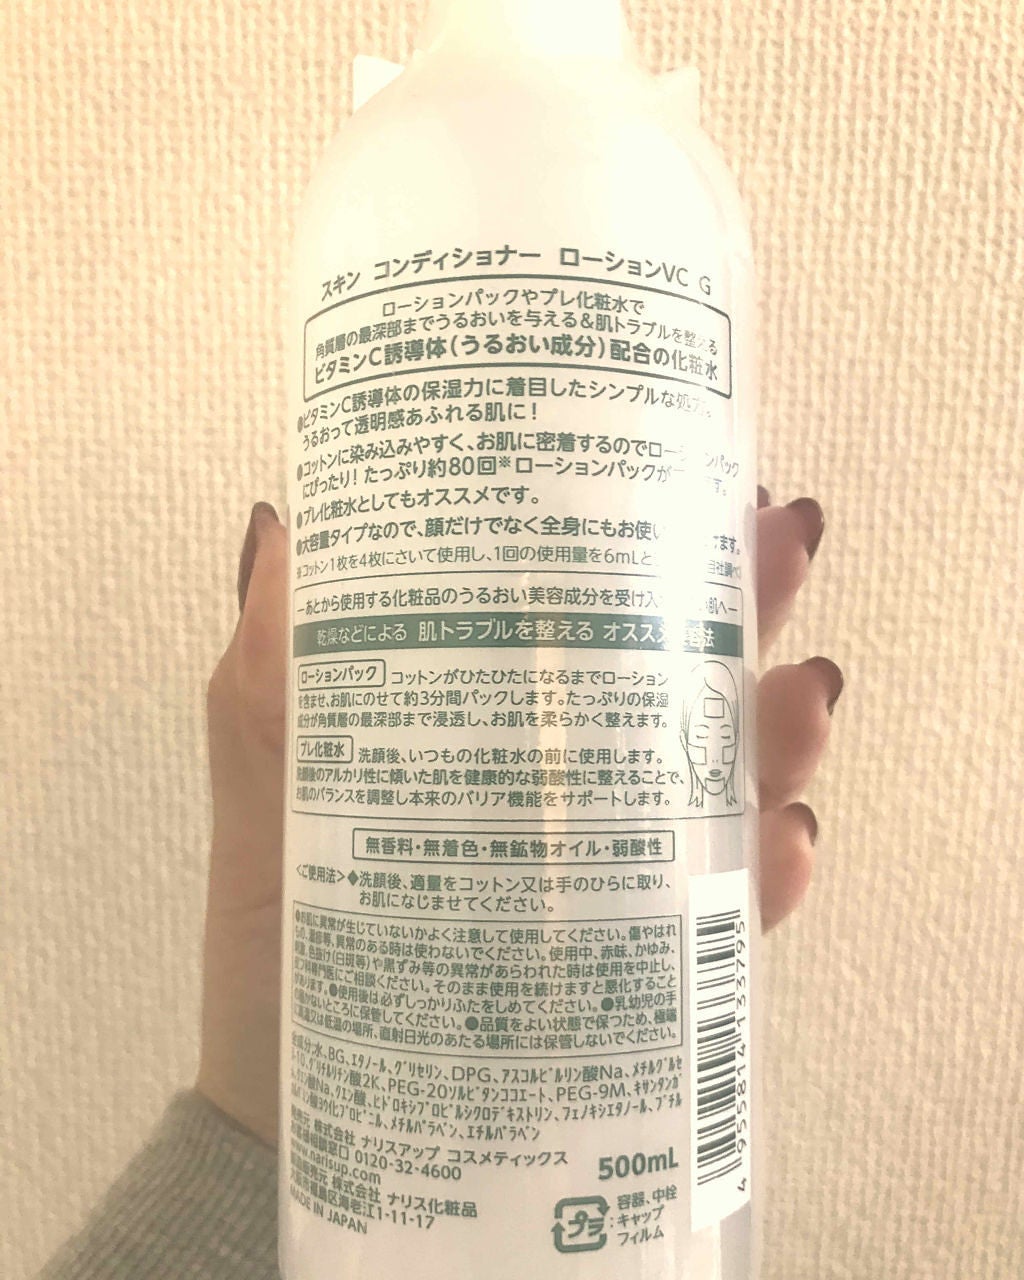 スキン コンディショナー ローションVC G
ローションパックやプレ化粧水で
角質層の最深部までうるおいを与える&肌トラブルを整える
ビタミンC誘導体(うるおい成分)配合の化粧水
●ビタミンC誘導体の保湿力に着目したシンプルな処方。
うるおって透明感あふれる肌に!
●コットンに染み込みやすく、お肌に密着するのでローションパック
にぴったり!たっぷり約80回※ローションパックが
●プレ化粧水としてもオススメです。
●大容量タイプなので、顔だけでなく全身にもお使い けます。
※コットン1枚を4枚にさいて使用し、1回の使用量を6mLと 自社調べ
―あとから使用する化粧品のうるおい美容成分を受け入 肌へ―
乾燥などによる 肌トラブルを整える オススメ 容法
ローションパック コットンがひたひたになるまでローション
を含ませ、お肌にのせて約3分間パックします。たっぷりの保湿
成分が角質層の最深部まで浸透し、お肌を柔らかく整えます。
プレ化粧水 洗顔後、いつもの化粧水の前に使用します。
洗顔後のアルカリ性に傾いた肌を健康的な弱酸性に整えることで、
お肌のバランスを調整し本来のバリア機能をサポートします。
無香料・無着色・無鉱物オイル・弱酸性
<ご使用法>◆洗顔後、適量をコットン又は手のひらに取り、
お肌になじませてください。
●お肌に異常が生じていないかよく注意して使用してください。傷やはれ
もの、湿疹等、異常のある時は使わないでください。使用中、赤味、かゆみ、
刺激、色抜け(白斑等)や黒ずみ等の異常があらわれた時は使用を中止し、
皮フ科専門医にご相談ください。そのまま使用を続けますと悪化すること
があります。●使用後は必ずしっかりふたをしめてください。●乳幼児の手
の届かないところに保管してください。●品質をよい状態で保つため、極端
に高温又は低温の場所、直射日光のあたる場所には保管しないでください。
全成分:水、BG、エタノール、グリセリン、DPG、アスコルビルリン酸Na、メチルグルセ
ス-10、グリチルリチン酸2K、PEG-20ソルビタンココエート、PEG-9M、キサンタンガ
ム、クエン酸Na、クエン酸、ヒドロキシプロピルシクロデキストリン、フェノキシエタノール、ブチル
カルバミン酸ヨウ化プロピニル、メチルパラベン、エチルパラベン
発売元 株式会社 ナリスアップ コスメティックス
お客様相談窓口 0120-32-4600
www.narisup.com
製造販売元 株式会社 ナリス化粧品
大阪市福島区海老江1-11-17
MADE IN JAPAN
500mL
プラ
容器、中栓
:キャップ
フィルム
4955814133795